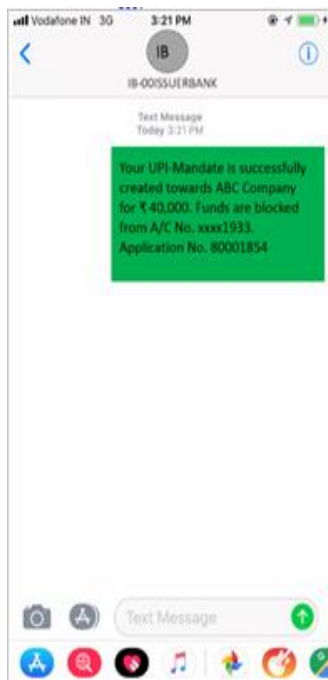 Vodafone IN 3G 3:21 PM
IB
IB-00ISSUERBANK
Text Message
Today 3:21 PM
Your UPI-Mandate is successfully
created towards ABC Company
for ₹ 40,000. Funds are blocked
from A/C No. xxxx1933.
Application No. 80001854
Text Message